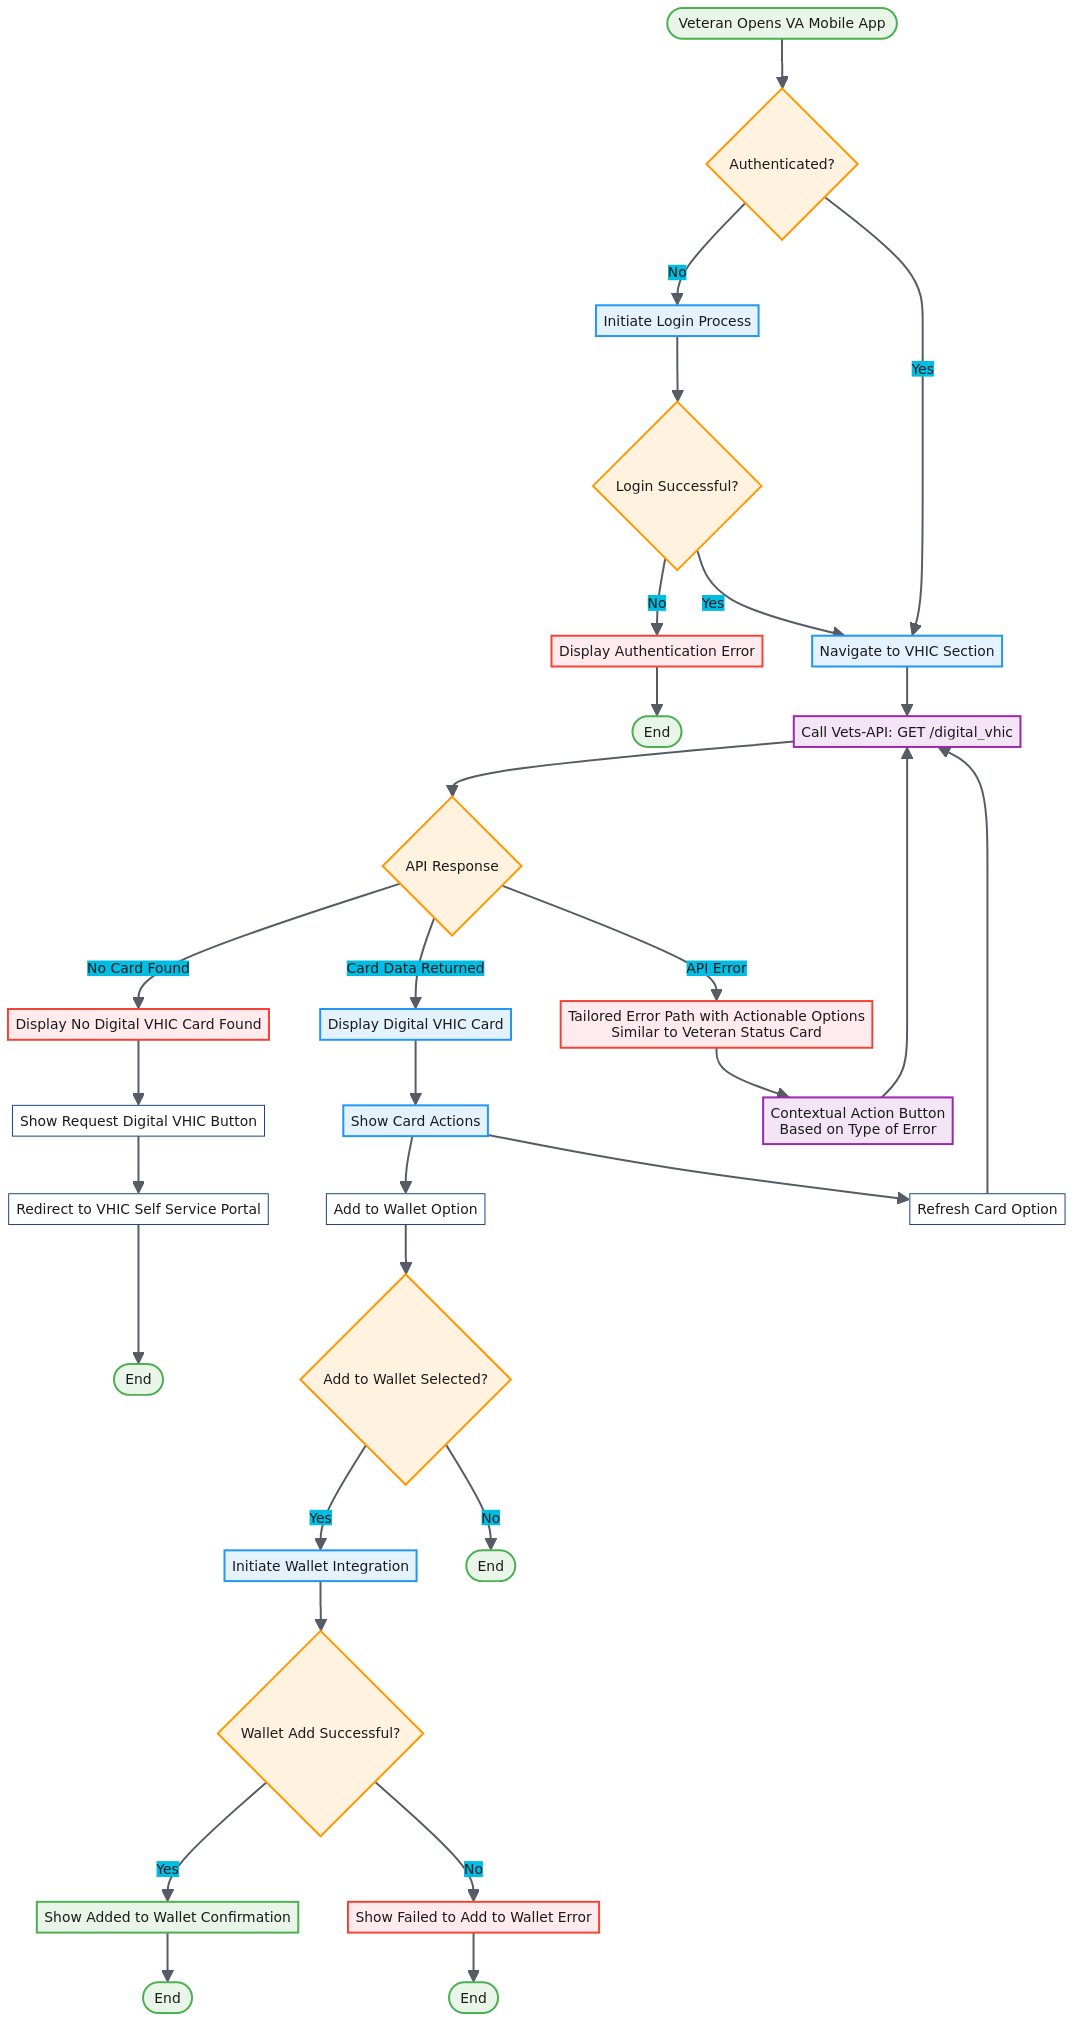 Veteran Opens VA Mobile App
Authenticated?
No
Initiate Login Process
Yes
Login Successful?
No
Yes
Display Authentication Error
Navigate to VHIC Section
End
Call Vets-API: GET /digital_vhic
API Response
No Card Found
Card Data Returned
API Error
Display No Digital VHIC Card Found
Display Digital VHIC Card
Tailored Error Path with Actionable Options
Similar to Veteran Status Card
Show Request Digital VHIC Button
Show Card Actions
Contextual Action Button
Based on Type of Error
Redirect to VHIC Self Service Portal
Add to Wallet Option
Refresh Card Option
End
Add to Wallet Selected?
Yes
No
Initiate Wallet Integration
End
Wallet Add Successful?
Yes
No
Show Added to Wallet Confirmation
Show Failed to Add to Wallet Error
End
End